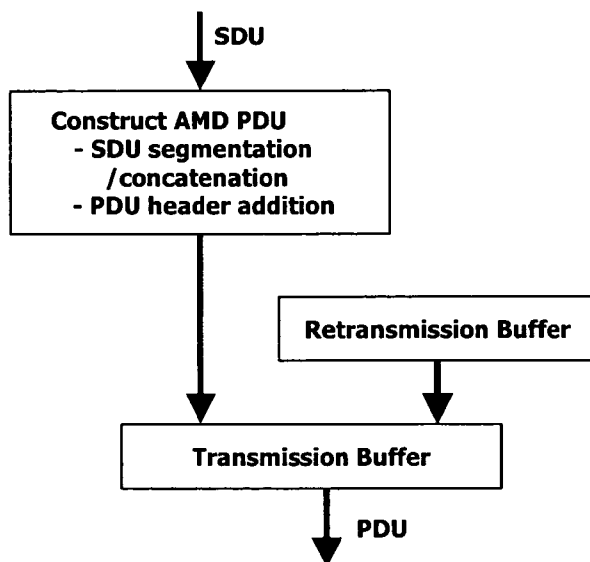 SDU
Construct AMD PDU
- SDU segmentation
/concatenation
- PDU header addition
Retransmission Buffer
Transmission Buffer
PDU